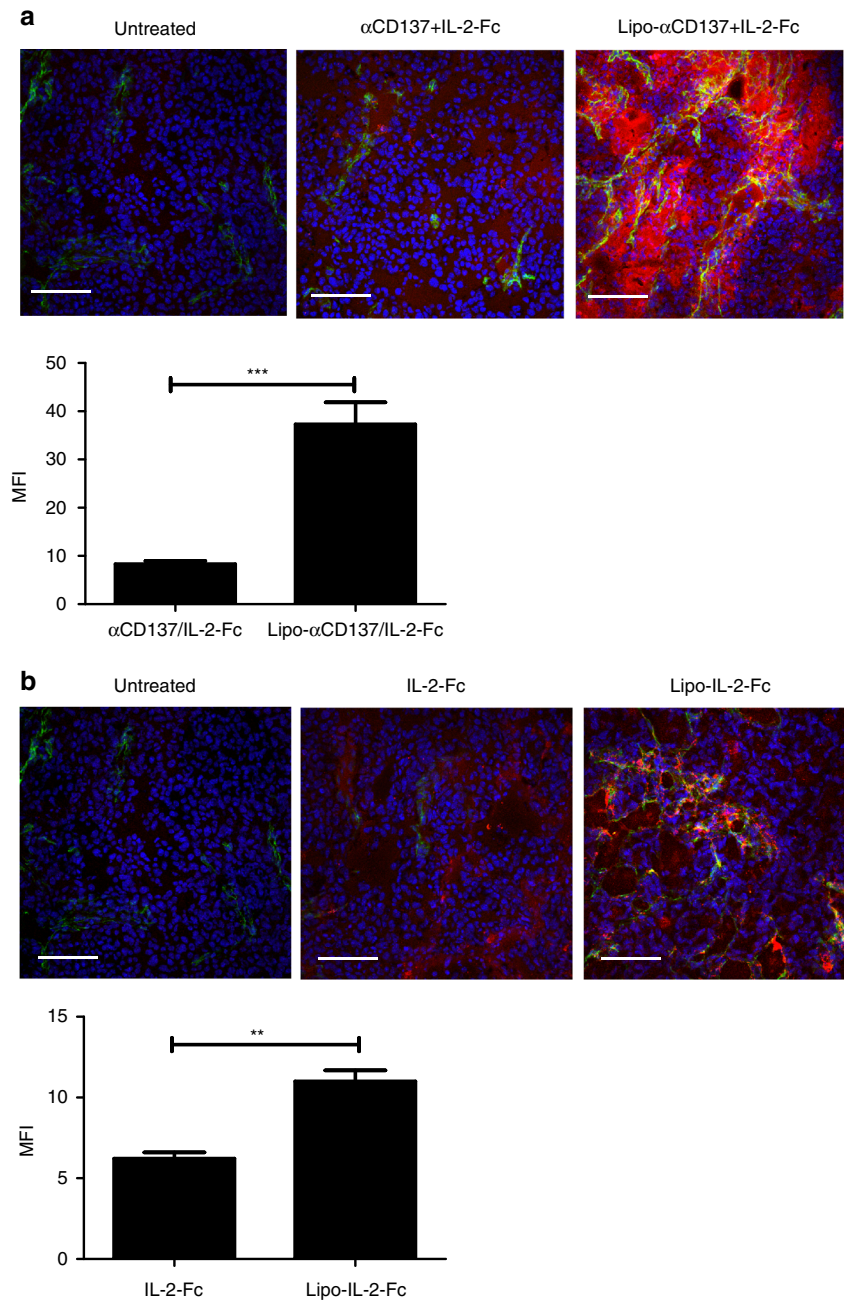 a
Untreated
αCD137+IL-2-Fc
Lipo-αCD137+IL-2-Fc
50
40
30
20
10
0
MFI
***
αCD137/IL-2-Fc
Lipo-αCD137/IL-2-Fc
b
Untreated
IL-2-Fc
Lipo-IL-2-Fc
15
10
5
0
MFI
**
IL-2-Fc
Lipo-IL-2-Fc